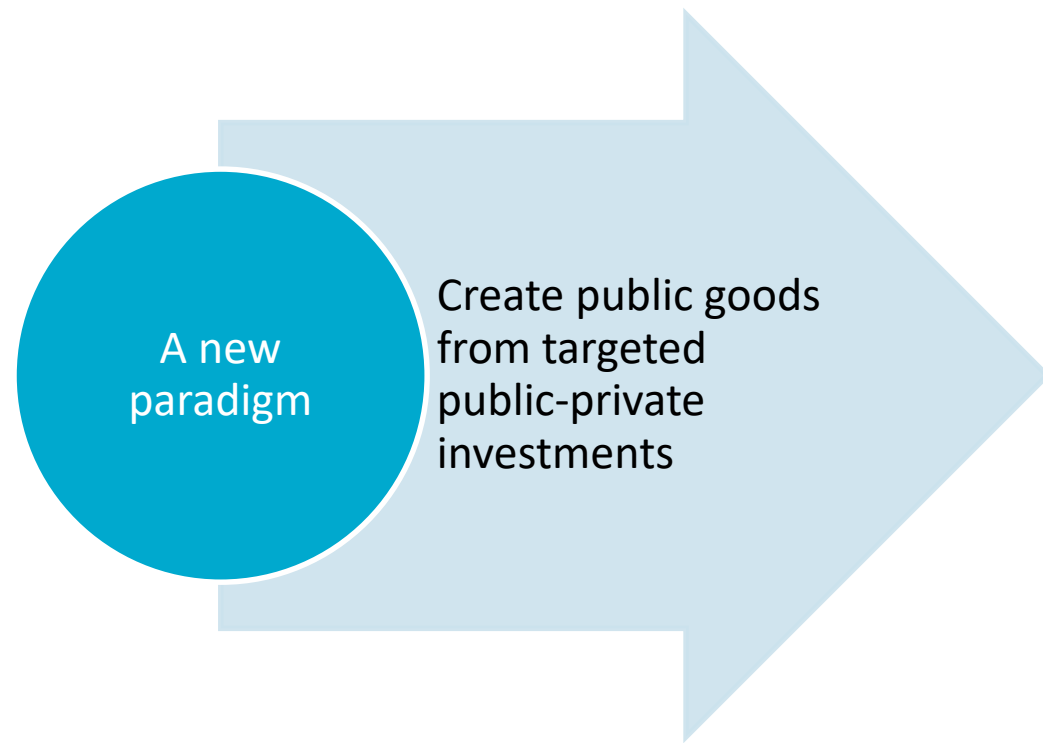 A new
paradigm
Create public goods
from targeted
public-private
investments